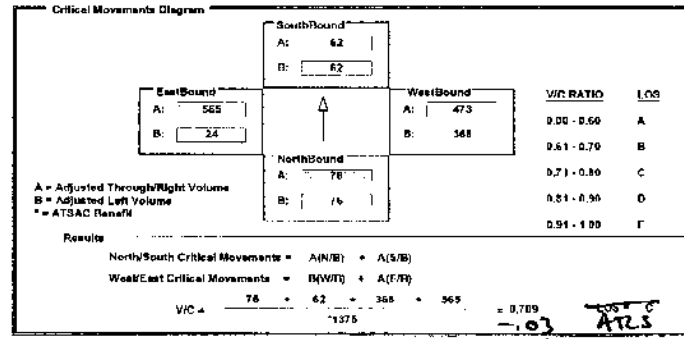 Critical Movements Diagram
SouthBound
A: 62
B: 62
EastBound
A: 565
B: 24
WestBound
A: 473
B: 368
NorthBound
A: 78
B: 76
V/C RATIO LOS
0.00 - 0.60 A
0.61 - 0.70 B
0.71 - 0.80 C
0.81 - 0.90 D
0.91 - 1.00
A = Adjusted Through/Right Volume
B = Adjusted Left Volume
* = ATSAC Benefit
Results
North/South Critical Movements = A(N/B) + A(S/B)
West/East Critical Movements = B(W/B) + A(E/B)
V/C = 76 + 62 + 368 + 565
*1375
= 0.709 LOS = C
-.03 ATCS